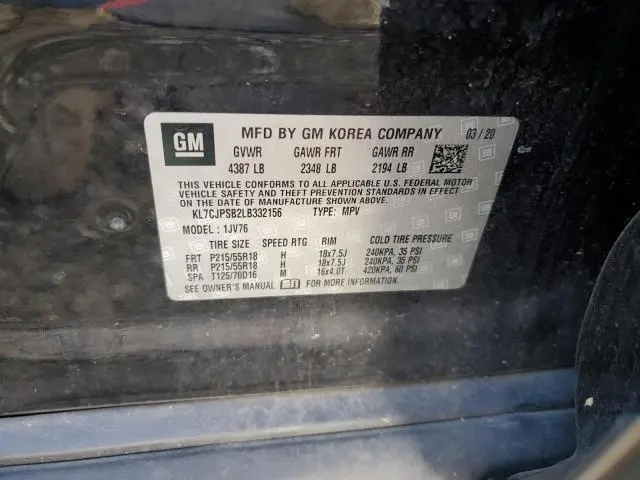 GM
MFD BY GM KOREA COMPANY 03/20
GVWR GAWR FRT GAWR RR
4387 LB 2348 LB 2194 LB
THIS VEHICLE CONFORMS TO ALL APPLICABLE U.S. FEDERAL MOTOR
VEHICLE SAFETY AND THEFT PREVENTION STANDARDS IN EFFECT ON
THE DATE OF MANUFACTURE SHOWN ABOVE.
KL7CJPSB2LB332156 TYPE: MPV
MODEL : 1JV76
TIRE SIZE SPEED RTG RIM COLD TIRE PRESSURE
FRT P215/55R18 H 18x7.5J 240KPA, 35 PSI
RR P215/55R18 H 18x7.5J 240KPA, 35 PSI
SPA T125/70D16 M 16x4.0T 420KPA, 60 PSI
SEE OWNER'S MANUAL FOR MORE INFORMATION.